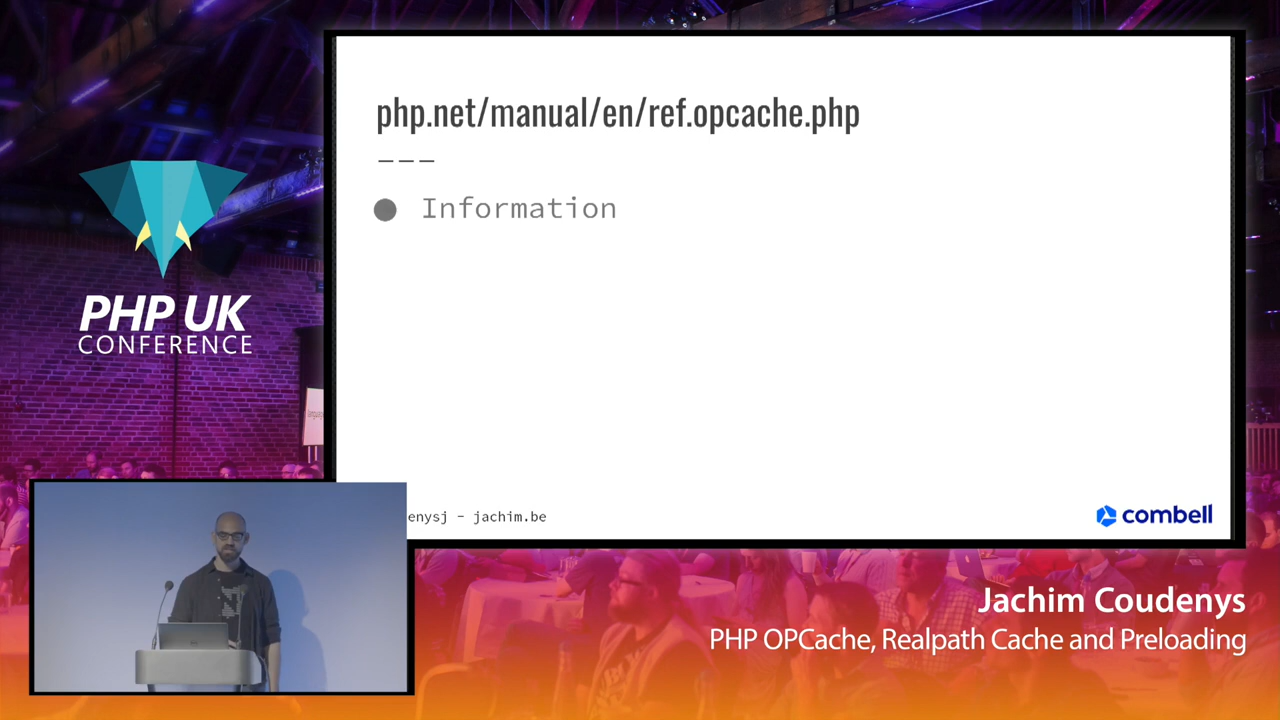 php.net/manual/en/ref.opcache.php
---
● Information
enysj - jachim.be
combell
PHP UK
CONFERENCE
Jachim Coudenys
PHP OPCache, Realpath Cache and Preloading